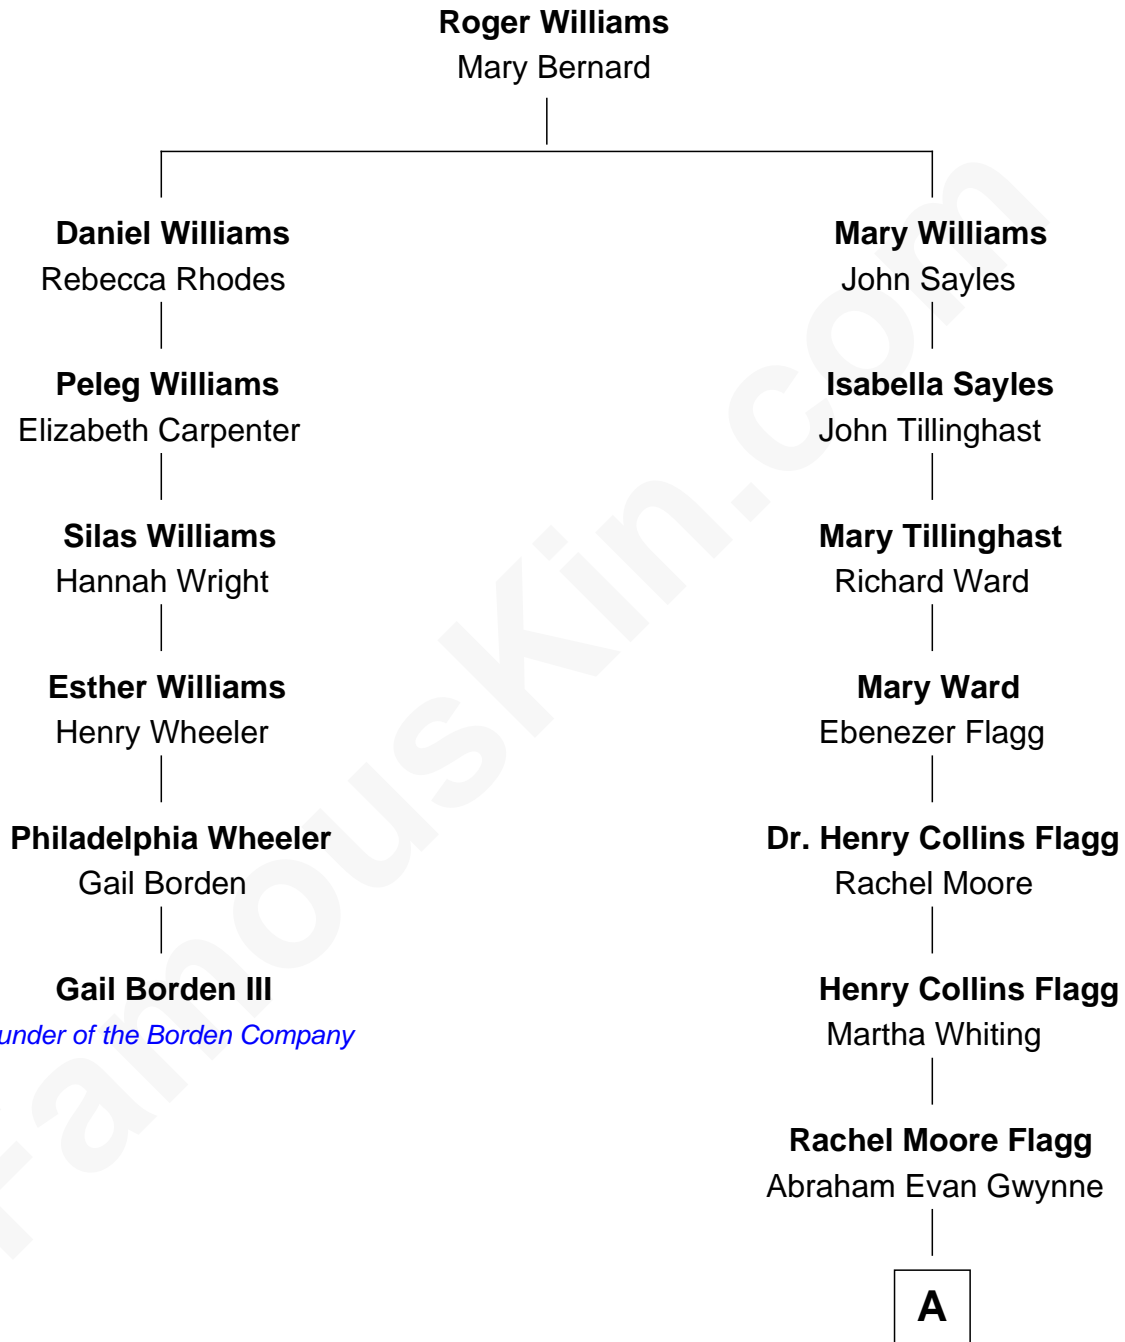 Roger Williams
Mary Bernard
Daniel Williams
Rebecca Rhodes
Peleg Williams
Elizabeth Carpenter
Silas Williams
Hannah Wright
Esther Williams
Henry Wheeler
Philadelphia Wheeler
Gail Borden
Gail Borden III
under of the Borden Company
Mary Williams
John Sayles
Isabella Sayles
John Tillinghast
Mary Tillinghast
Richard Ward
Mary Ward
Ebenezer Flagg
Dr. Henry Collins Flagg
Rachel Moore
Henry Collins Flagg
Martha Whiting
Rachel Moore Flagg
Abraham Evan Gwynne
A
FamousKin.com